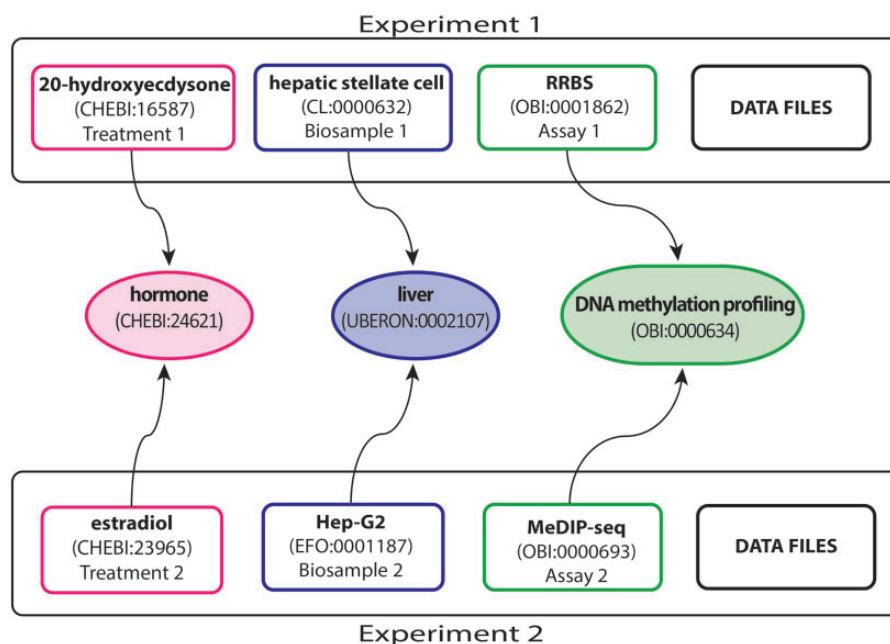 Experiment 1
20-hydroxyecdysone
(CHEBI:16587)
Treatment 1
hepatic stellate cell
(CL:0000632)
Biosample 1
RRBS
(OBI:0001862)
Assay 1
DATA FILES
hormone
(CHEBI:24621)
liver
(UBERON:0002107)
DNA methylation profiling
(OBI:0000634)
estradiol
(CHEBI:23965)
Treatment 2
Hep-G2
(EFO:0001187)
Biosample 2
MeDIP-seq
(OBI:0000693)
Assay 2
DATA FILES
Experiment 2